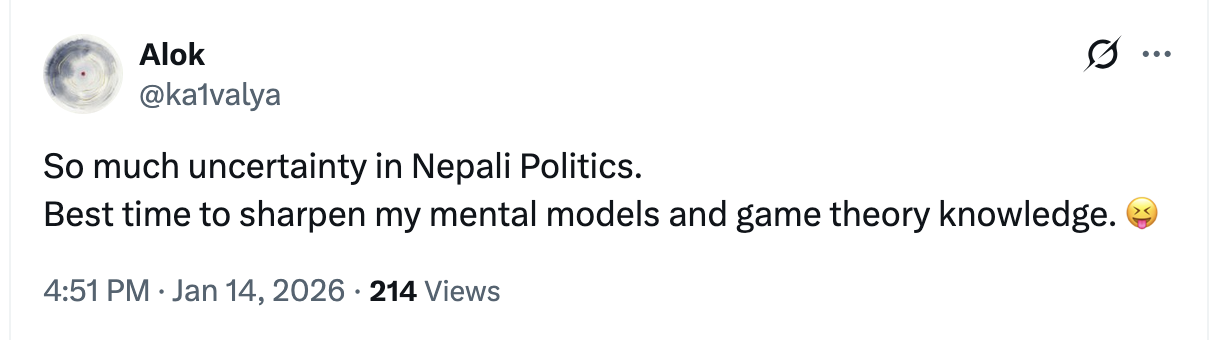 Alok
@ka1valya
So much uncertainty in Nepali Politics.
Best time to sharpen my mental models and game theory knowledge. 😝
4:51 PM · Jan 14, 2026 · 214 Views